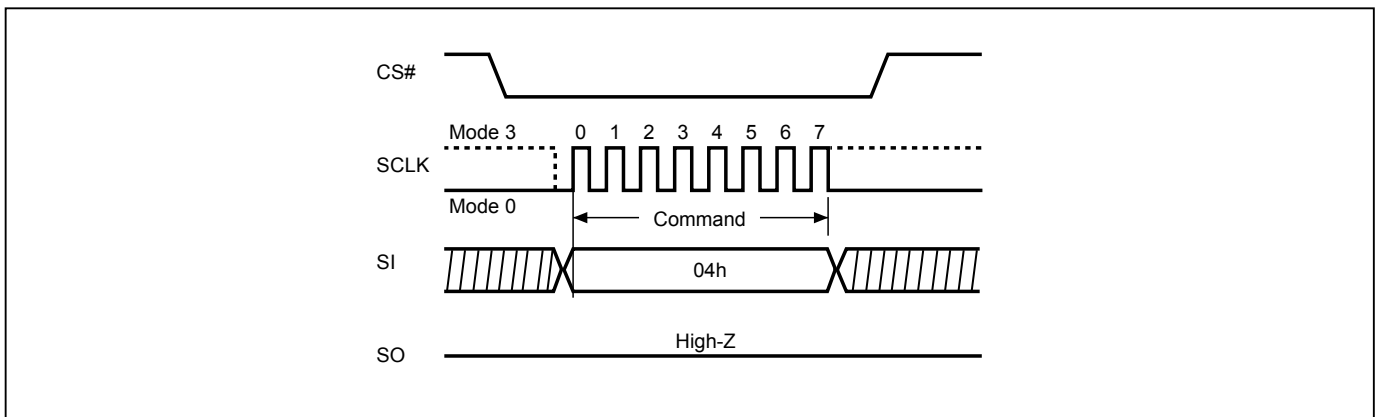 CS#
Mode 3 0 1 2 3 4 5 6 7
SCLK
Mode 0
Command
SI 04h
High-Z
SO